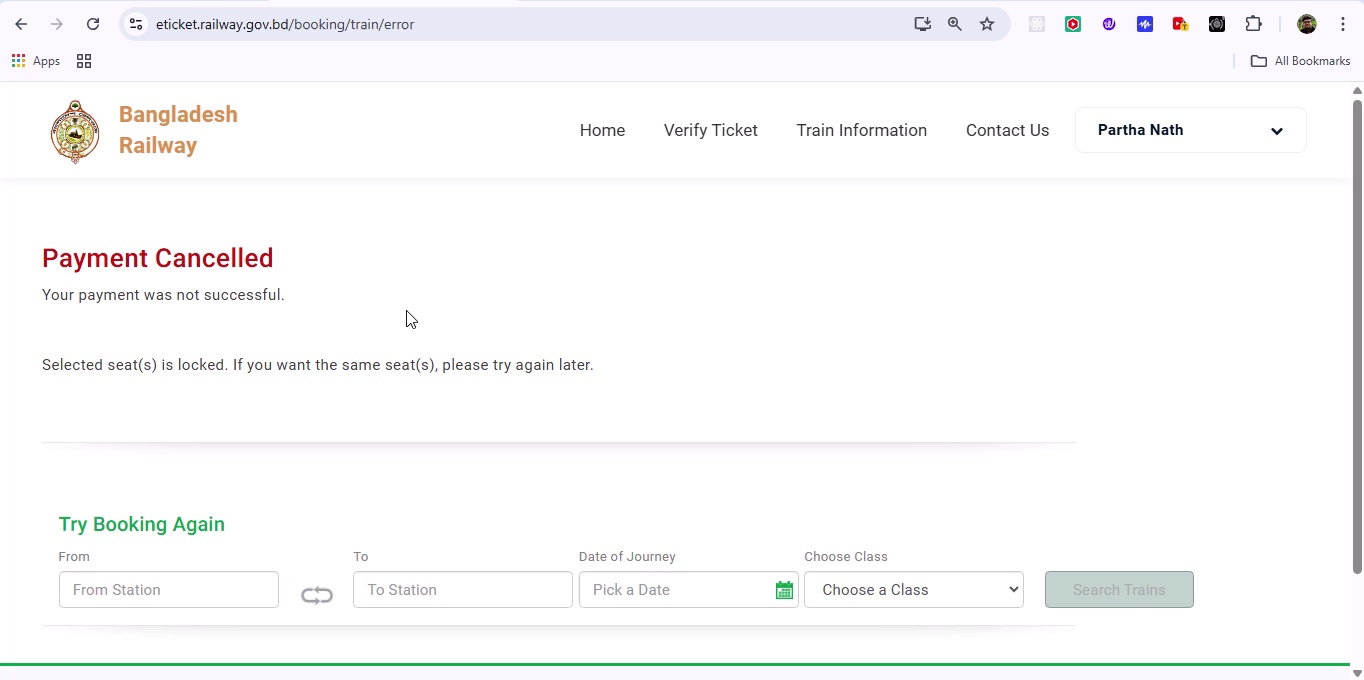 eticket.railway.gov.bd/booking/train/error
Apps
All Bookmarks
Bangladesh
Railway
Home
Verify Ticket
Train Information
Contact Us
Partha Nath
Payment Cancelled
Your payment was not successful.
Selected seat(s) is locked. If you want the same seat(s), please try again later.
Try Booking Again
From
To
Date of Journey
Choose Class
From Station
To Station
Pick a Date
Choose a Class
Search Trains